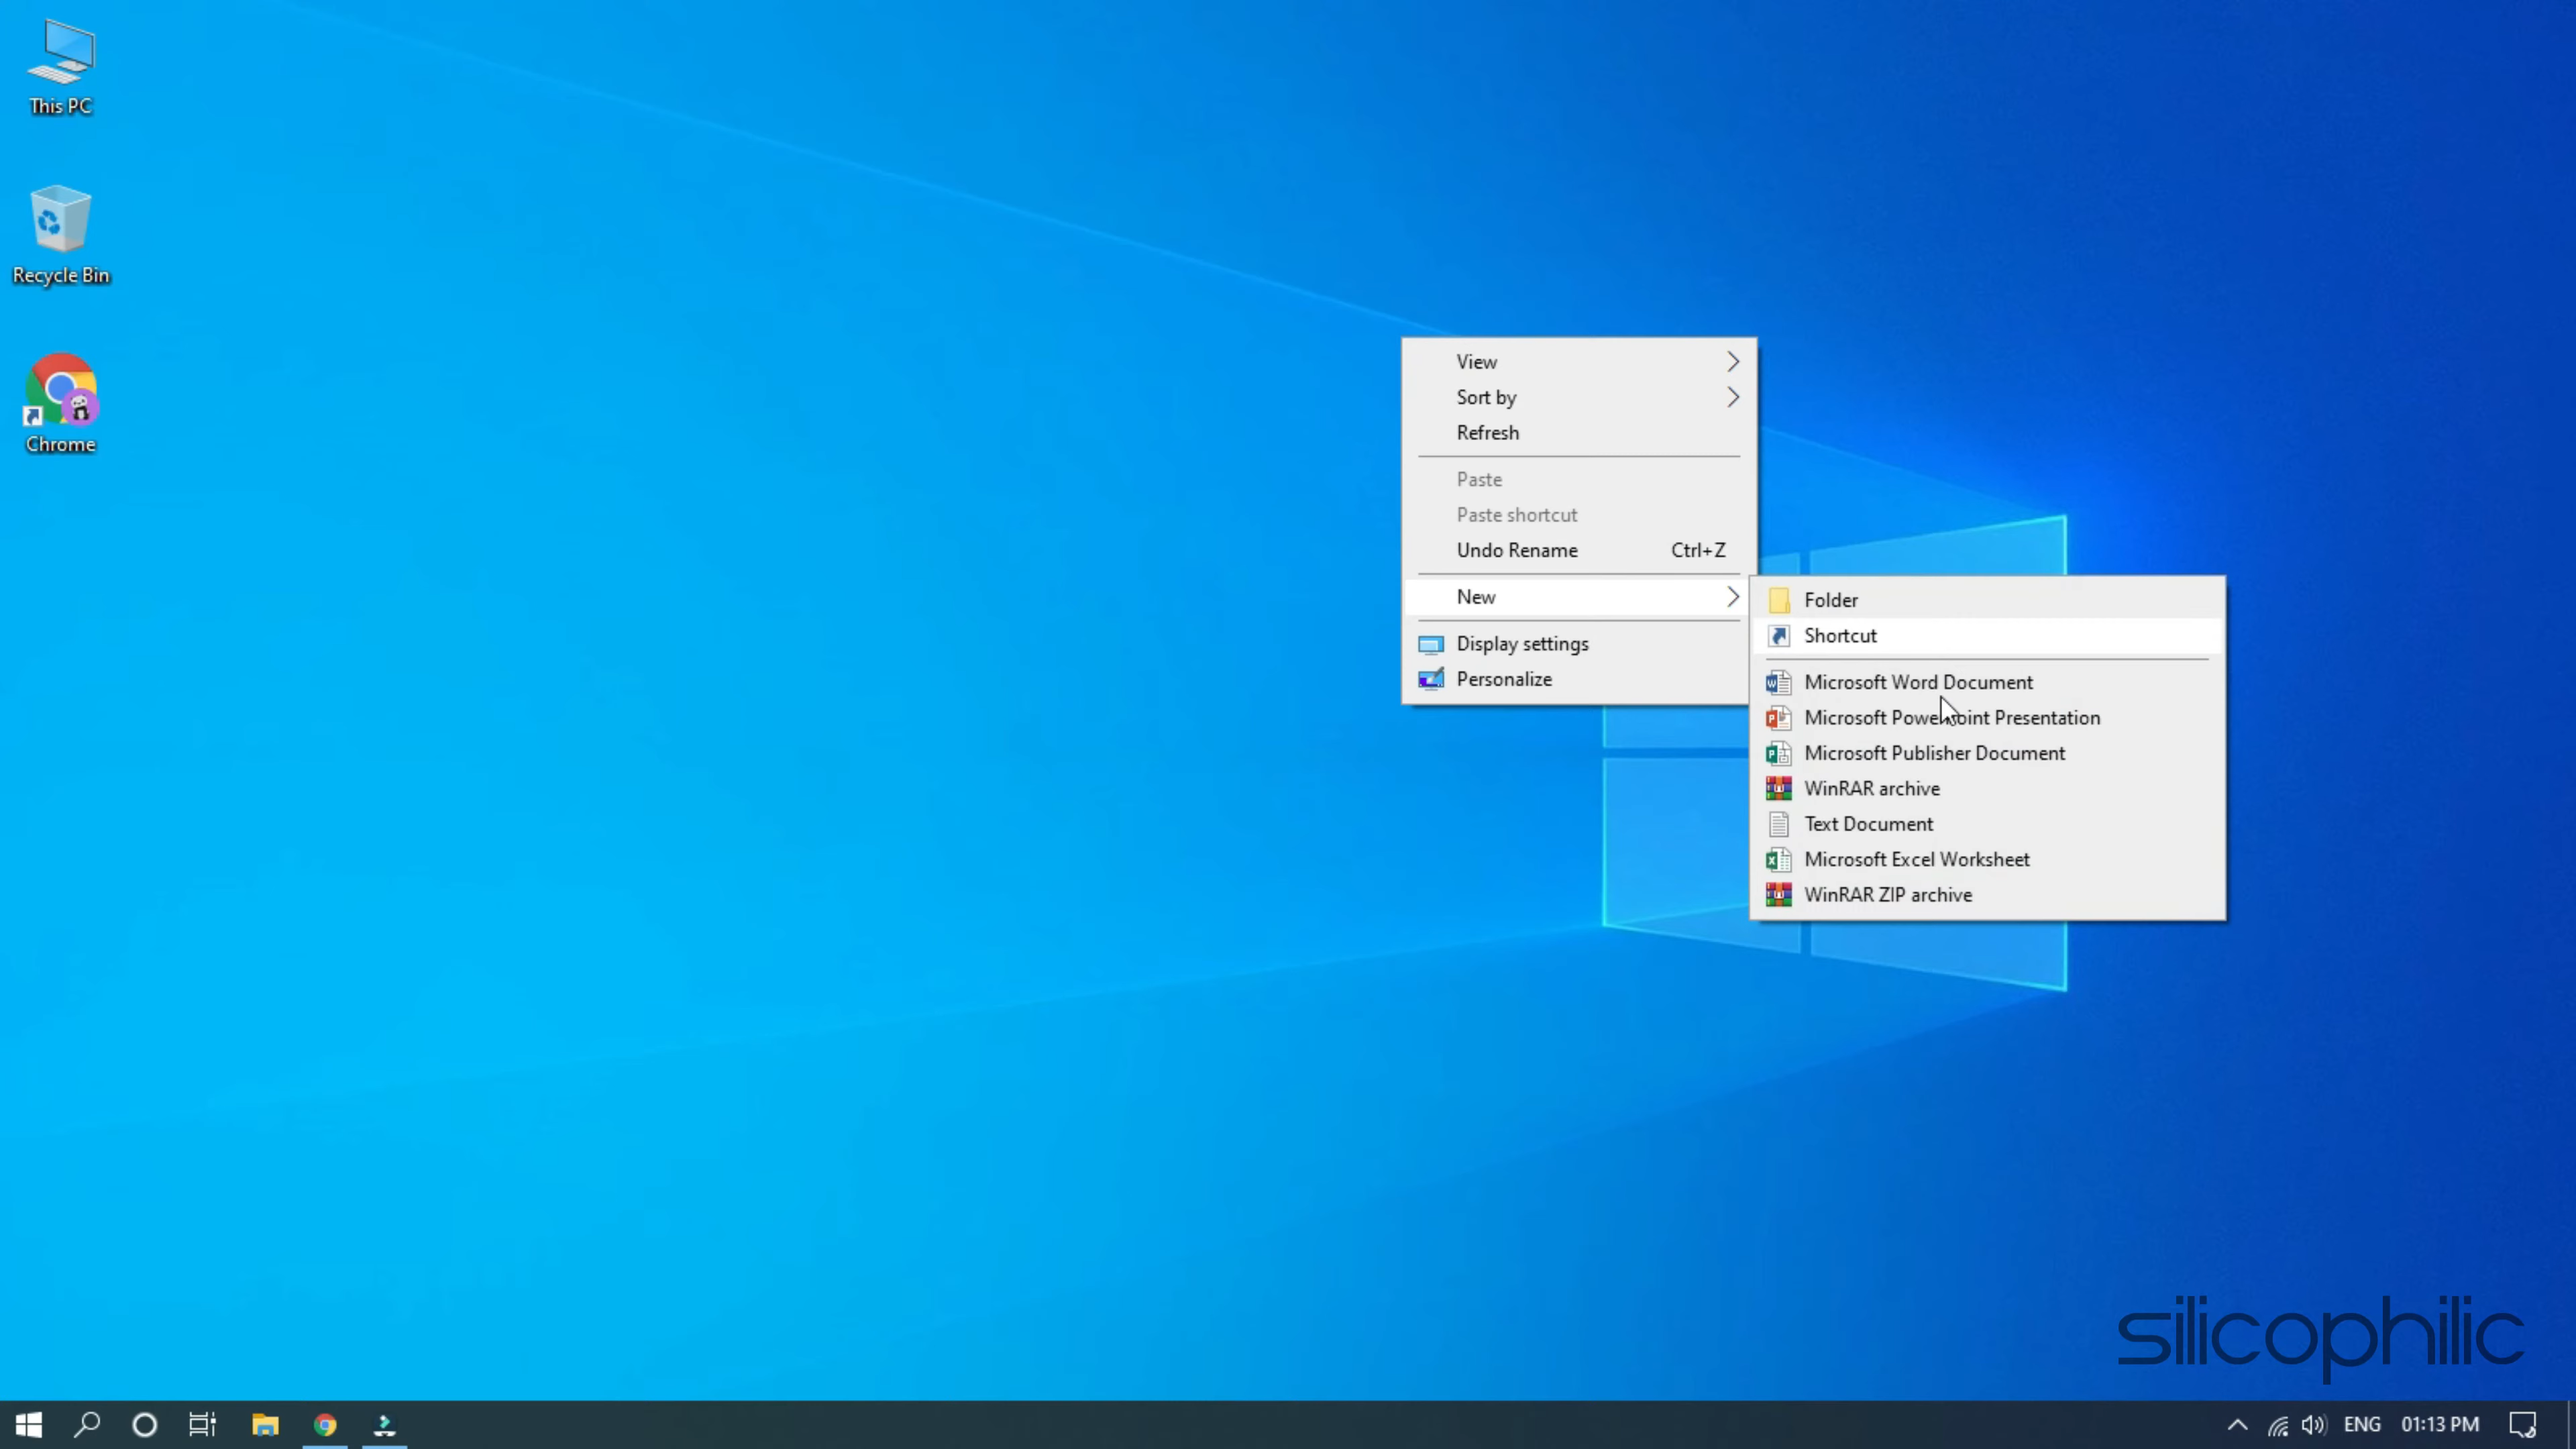 This PC
Recycle Bin
Chrome
View
Sort by
Refresh
Paste
Paste shortcut
Undo Rename Ctrl+Z
New
Display settings
Personalize
Folder
Shortcut
Microsoft Word Document
Microsoft PowerPoint Presentation
Microsoft Publisher Document
WinRAR archive
Text Document
Microsoft Excel Worksheet
WinRAR ZIP archive
silicophilic
ENG 01:13 PM